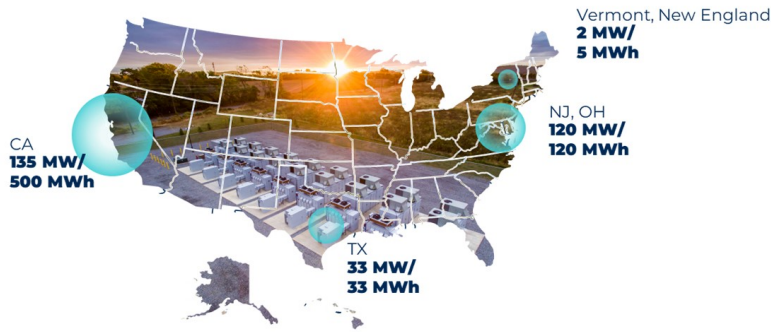 Vermont, New England
2 MW/
5 MWh
NJ, OH
120 MW/
120 MWh
CA
135 MW/
500 MWh
TX
33 MW/
33 MWh